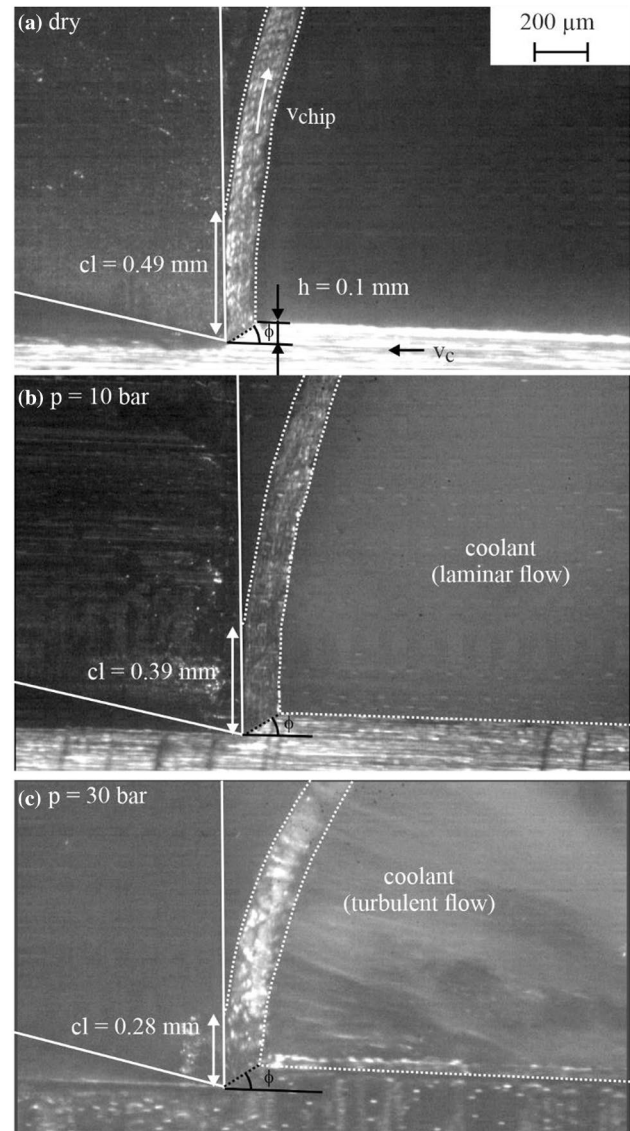 (a) dry
200 μm
vchip
cl = 0.49 mm
h = 0.1 mm
ϕ
vc
(b) p = 10 bar
coolant
(laminar flow)
cl = 0.39 mm
ϕ
(c) p = 30 bar
coolant
(turbulent flow)
cl = 0.28 mm
ϕ